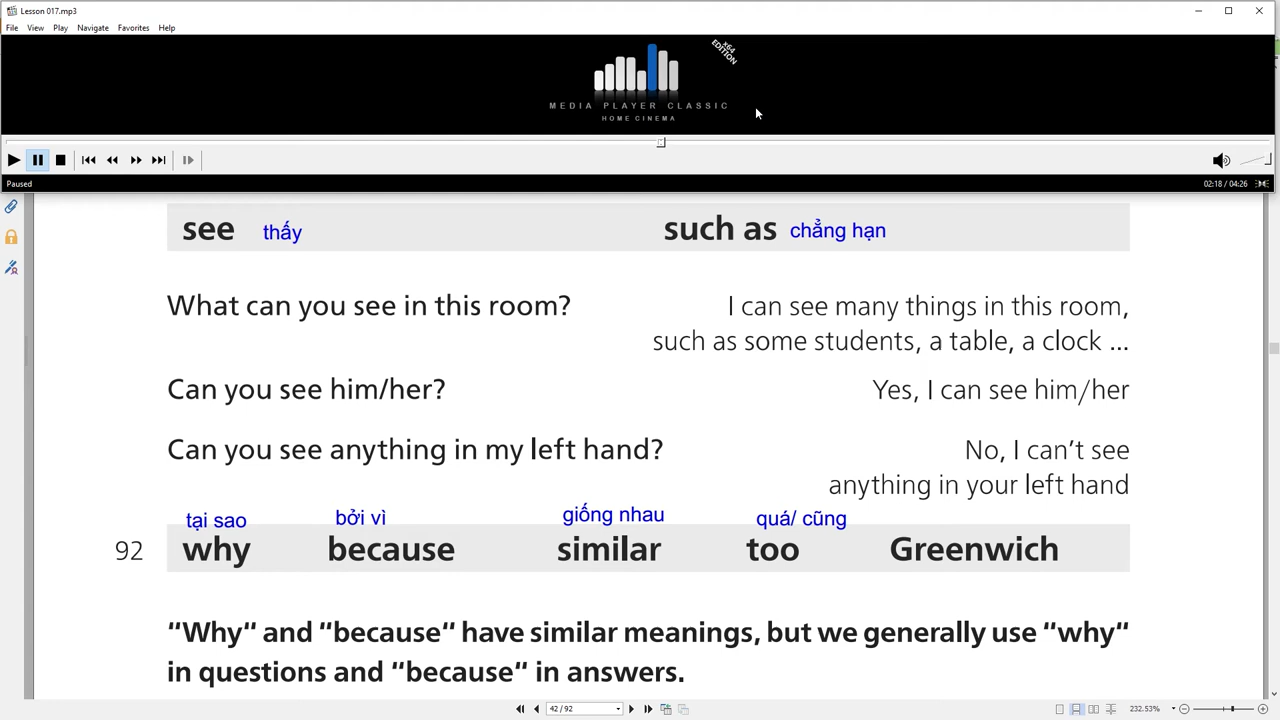 Lesson 017.mp3
File View Play Navigate Favorites Help
x64
EDITION
MEDIA PLAYER CLASSIC
HOME CINEMA
Paused
02:18 / 04:26
see thấy such as chẳng hạn
What can you see in this room? I can see many things in this room,
such as some students, a table, a clock ...
Can you see him/her? Yes, I can see him/her
Can you see anything in my left hand? No, I can't see
anything in your left hand
tại sao bởi vì giống nhau quá/ cũng
92 why because similar too Greenwich
“Why“ and “because“ have similar meanings, but we generally use “why“
in questions and “because“ in answers.
42 / 92
232.53%